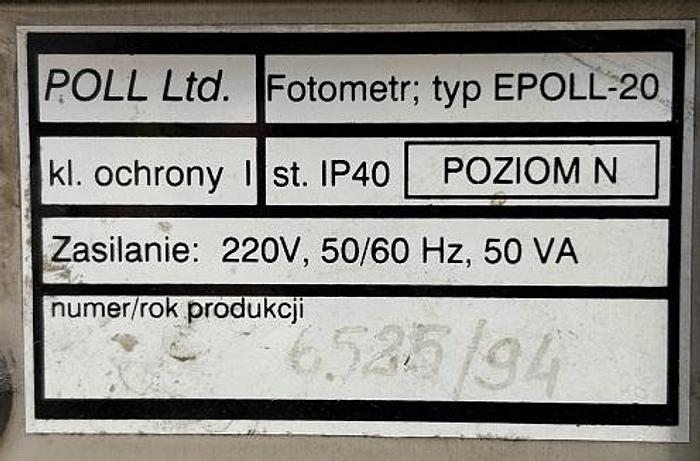 POLL Ltd. Fotometr; typ EPOLL-20
kl. ochrony I st. IP40 POZIOM N
Zasilanie: 220V, 50/60 Hz, 50 VA
numer/rok produkcji
6535/94